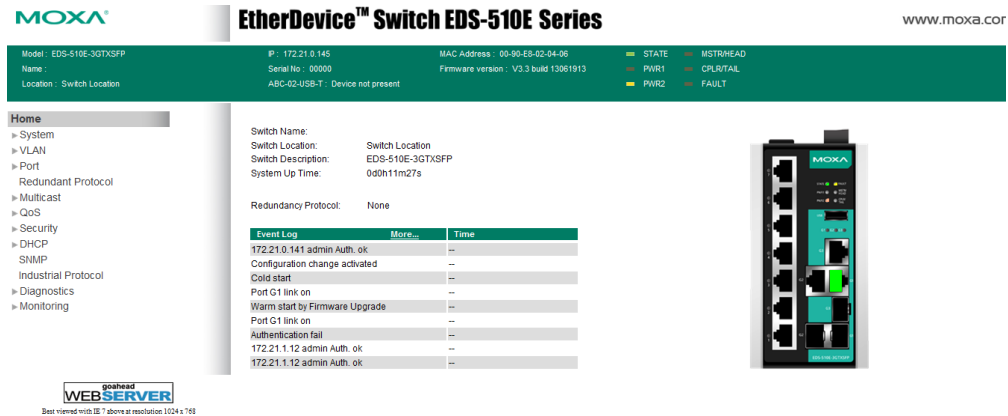 MOXA
EtherDevice™ Switch EDS-510E Series
www.moxa.com
Model : EDS-510E-3GTXSFP
IP : 172.21.0.145
MAC Address : 00-90-E8-02-04-06
STATE
MSTR/HEAD
Name :
Serial No : 00000
Firmware version : V3.3 build 13061913
PWR1
CPLR/TAIL
Location : Switch Location
ABC-02-USB-T : Device not present
PWR2
FAULT
Home
System
VLAN
Port
Redundant Protocol
Multicast
QoS
Security
DHCP
SNMP
Industrial Protocol
Diagnostics
Monitoring
Switch Name:
Switch Location: Switch Location
Switch Description: EDS-510E-3GTXSFP
System Up Time: 0d0h11m27s
Redundancy Protocol: None
Event Log More... Time
172.21.0.141 admin Auth. ok --
Configuration change activated --
Cold start --
Port G1 link on --
Warm start by Firmware Upgrade --
Port G1 link on --
Authentication fail --
172.21.1.12 admin Auth. ok --
172.21.1.12 admin Auth. ok --
MOXA
EDS-510E-3GTXSFP
goahead
WEBSERVER
Best viewed with IE 7 above at resolution 1024 x 768